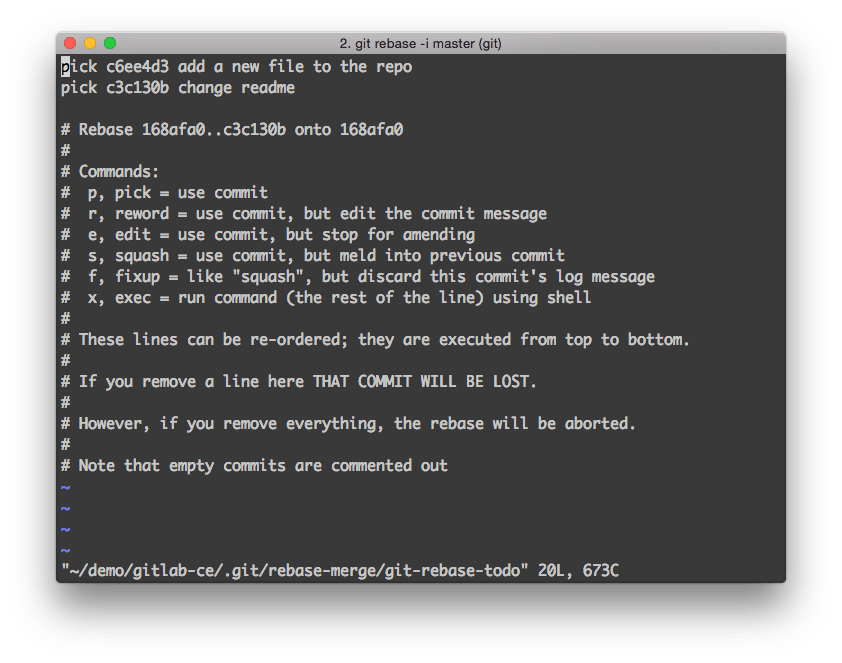 2. git rebase -i master (git)
pick c6ee4d3 add a new file to the repo
pick c3c130b change readme
# Rebase 168afa0..c3c130b onto 168afa0
#
# Commands:
#  p, pick = use commit
#  r, reword = use commit, but edit the commit message
#  e, edit = use commit, but stop for amending
#  s, squash = use commit, but meld into previous commit
#  f, fixup = like "squash", but discard this commit's log message
#  x, exec = run command (the rest of the line) using shell
#
# These lines can be re-ordered; they are executed from top to bottom.
#
# If you remove a line here THAT COMMIT WILL BE LOST.
#
# However, if you remove everything, the rebase will be aborted.
#
# Note that empty commits are commented out
~
~
~
~
"~/demo/gitlab-ce/.git/rebase-merge/git-rebase-todo" 20L, 673C